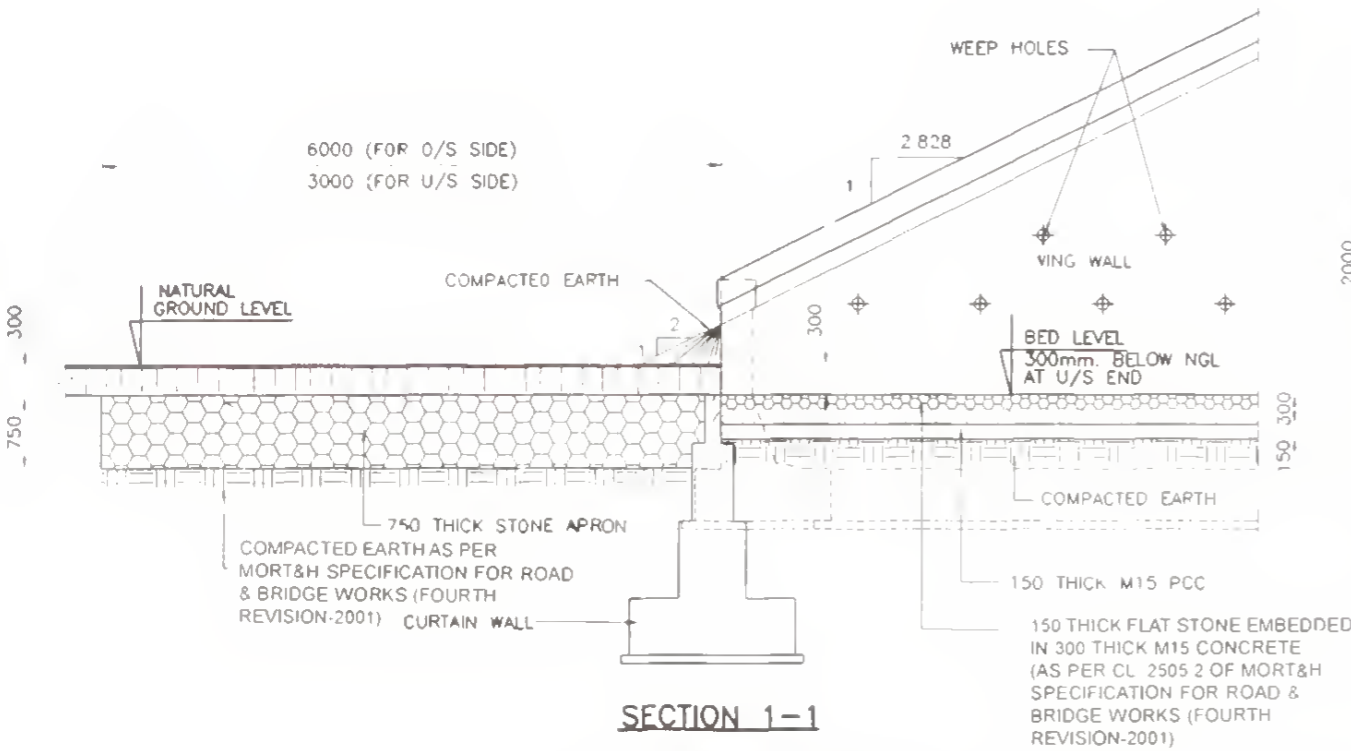 WEEP HOLES
2.828
1
6000 (FOR O/S SIDE)
3000 (FOR U/S SIDE)
WING WALL
2000
COMPACTED EARTH
NATURAL
GROUND LEVEL
300
2
1
300
BED LEVEL
300mm. BELOW NGL
AT U/S END
750
300
150
COMPACTED EARTH
750 THICK STONE APRON
COMPACTED EARTH AS PER
MORT&H SPECIFICATION FOR ROAD
& BRIDGE WORKS (FOURTH
REVISION-2001)
CURTAIN WALL
150 THICK M15 PCC
150 THICK FLAT STONE EMBEDDED
IN 300 THICK M15 CONCRETE
(AS PER CL 2505 2 OF MORT&H
SPECIFICATION FOR ROAD &
BRIDGE WORKS (FOURTH
REVISION-2001)
SECTION 1-1